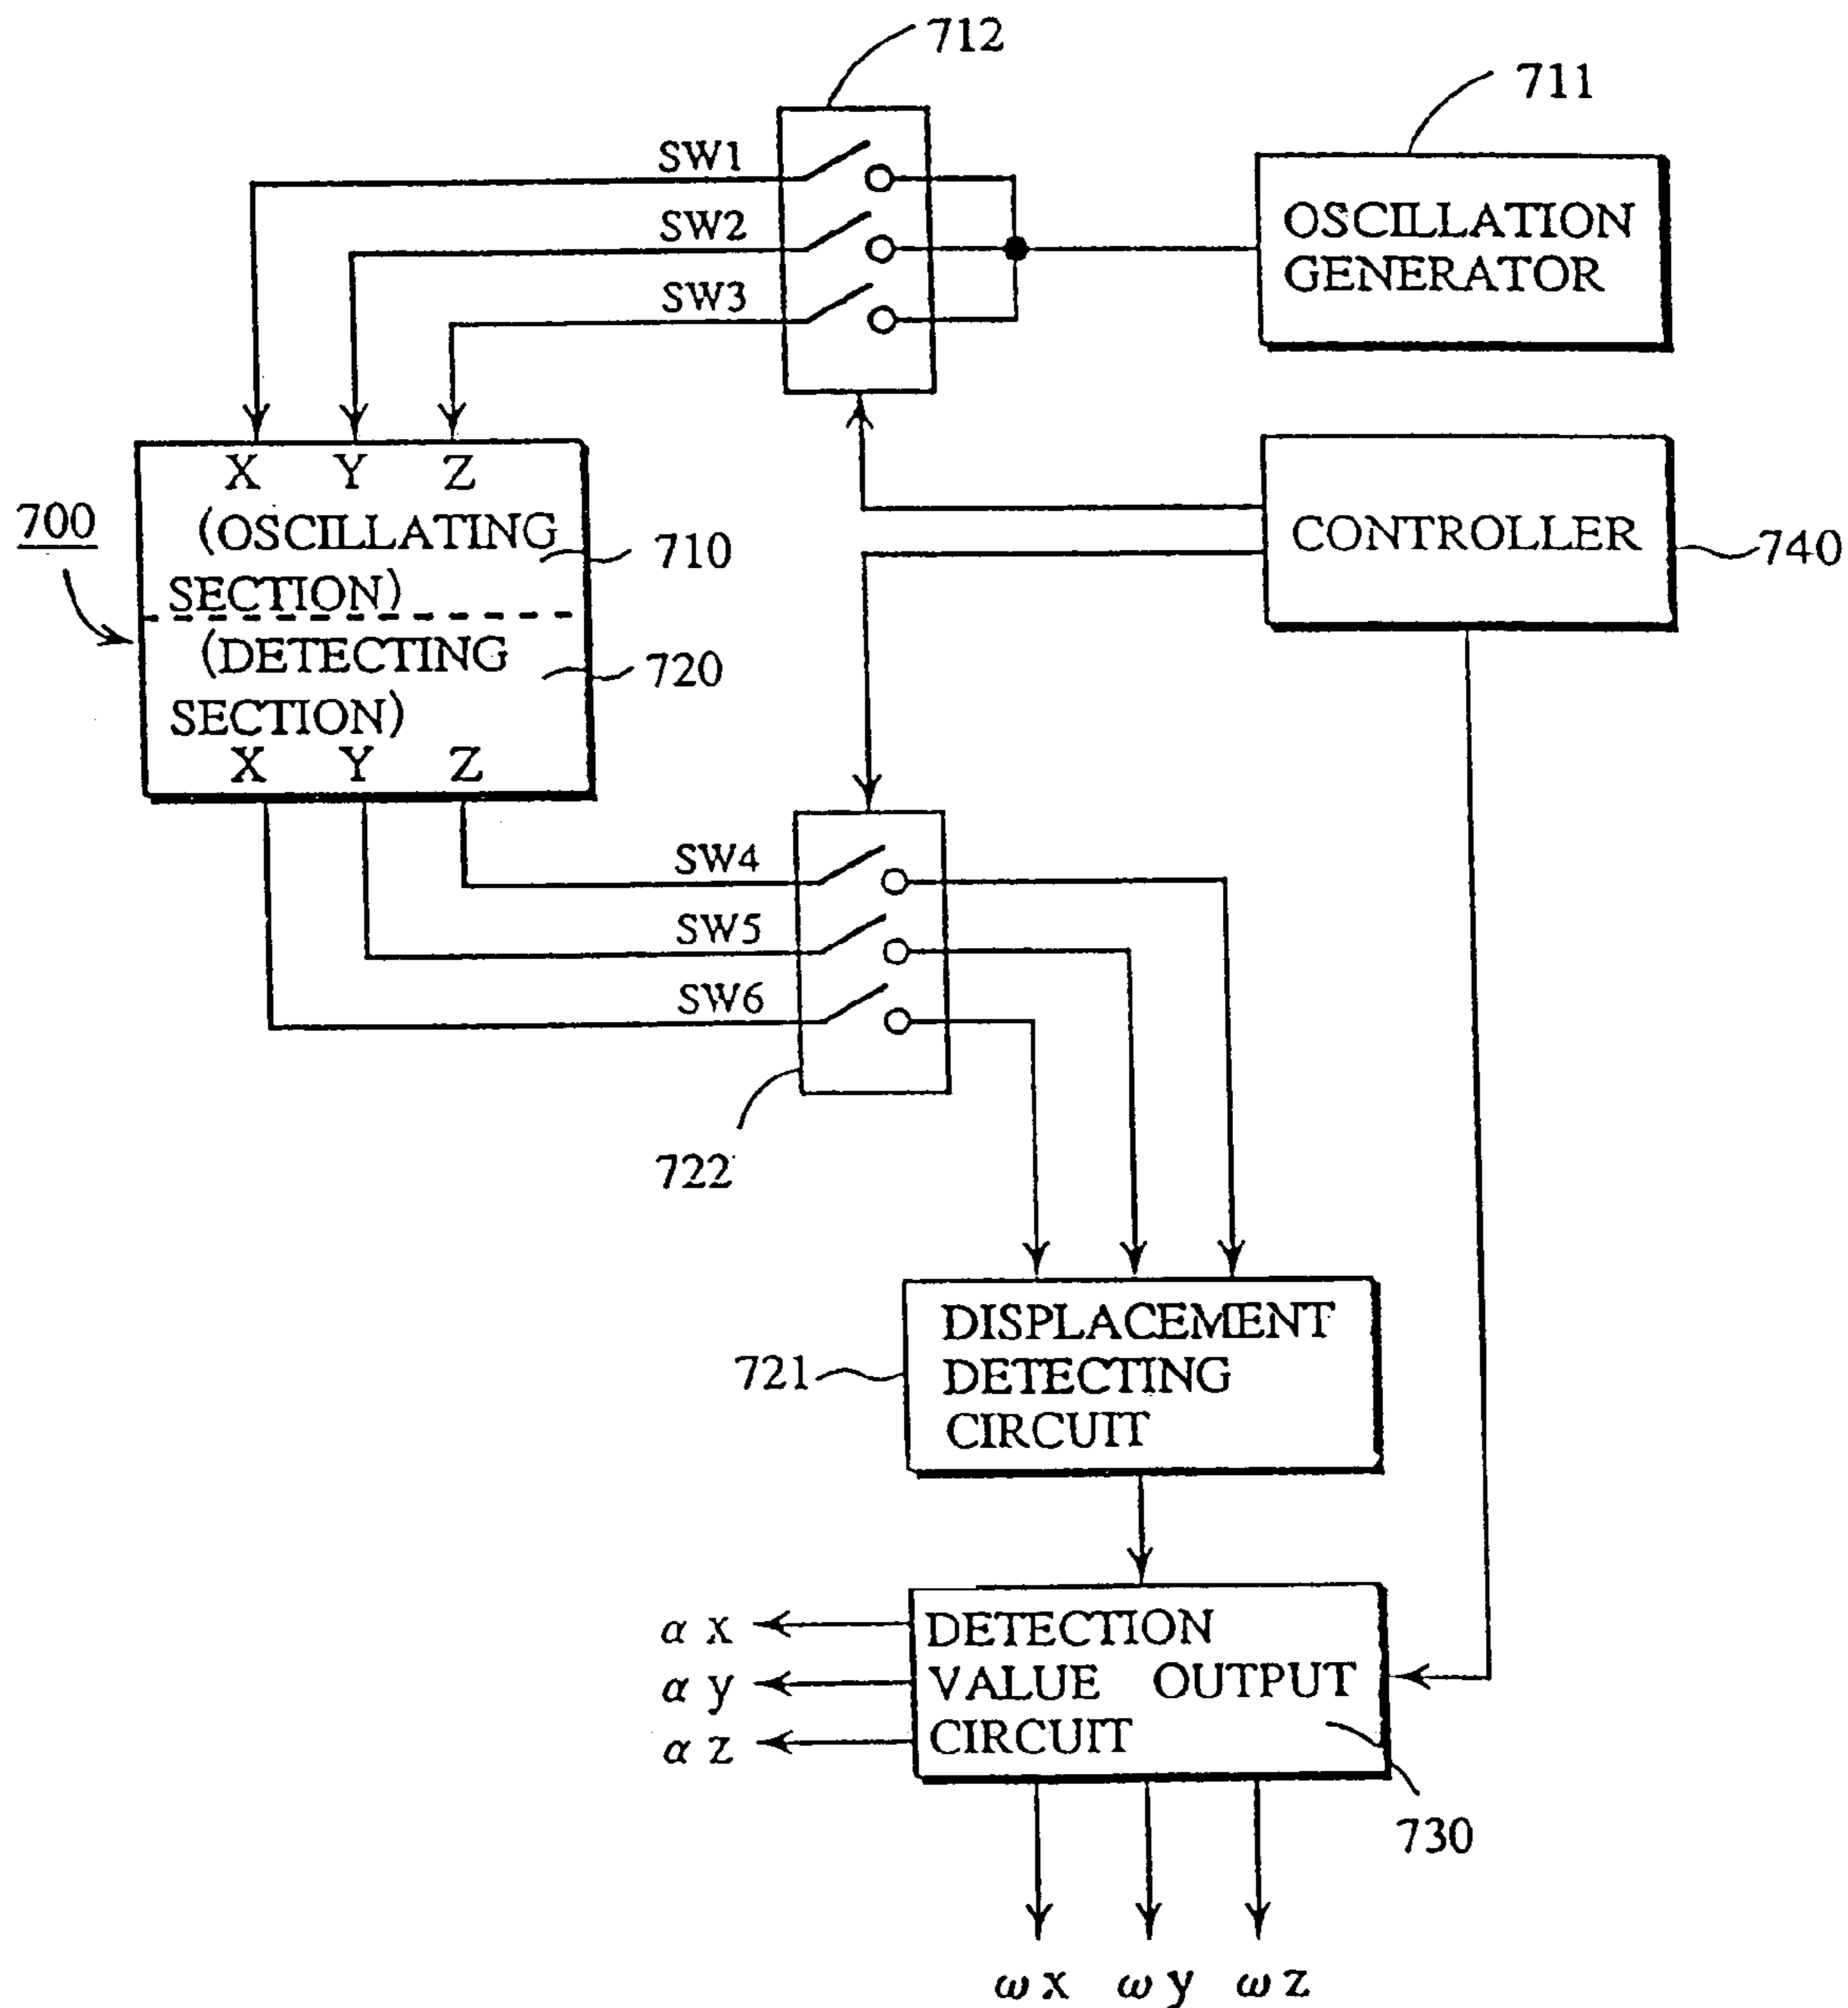 712
711
SW1
SW2
SW3
OSCILLATION
GENERATOR
X Y Z
(OSCILLATING
SECTION)
700
710
CONTROLLER
740
(DETECTING
SECTION)
720
X Y Z
SW4
SW5
SW6
722
DISPLACEMENT
DETECTING
CIRCUIT
721
α x
α y
α z
DETECTION
VALUE OUTPUT
CIRCUIT
730
ω x ω y ω z